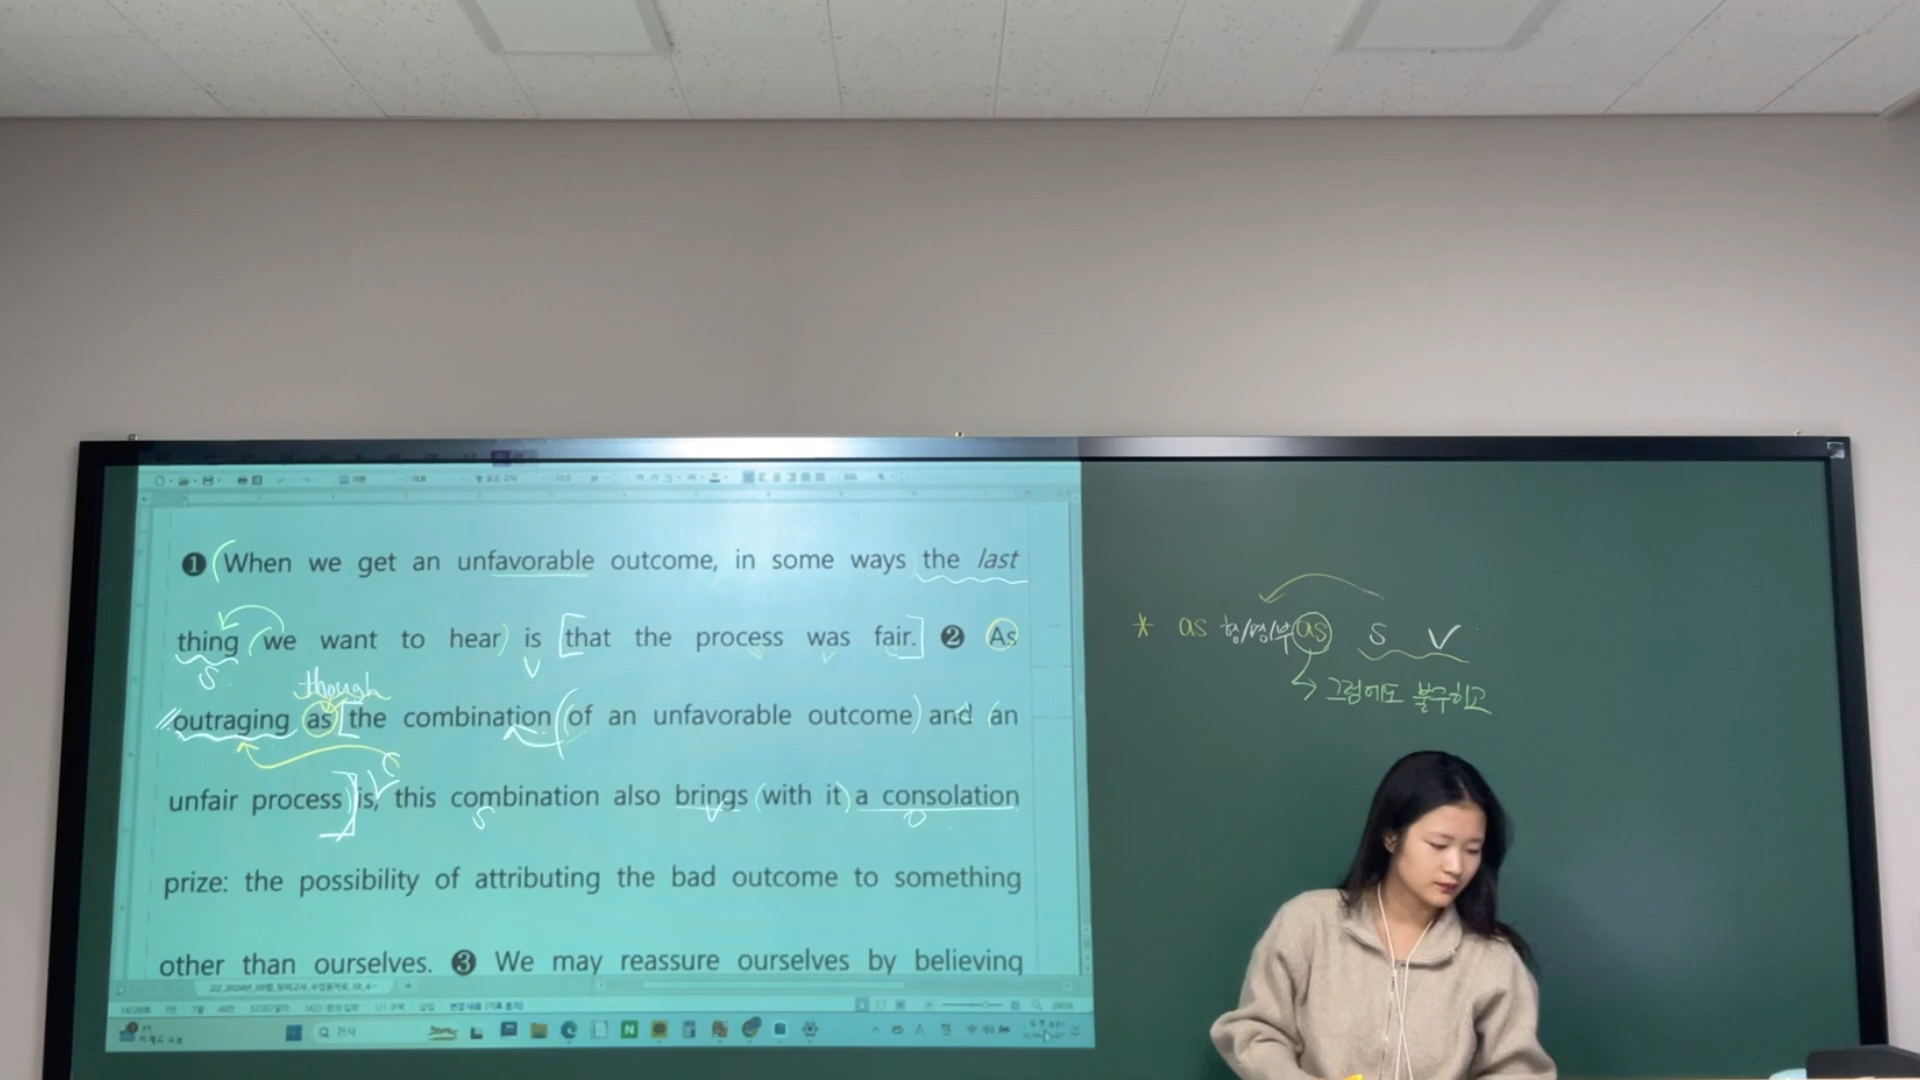 ❶ When we get an unfavorable outcome, in some ways the last
thing we want to hear is that the process was fair. ❷ As
though
outraging as the combination of an unfavorable outcome and an
unfair process is, this combination also brings with it a consolation
prize: the possibility of attributing the bad outcome to something
other than ourselves. ❸ We may reassure ourselves by believing
S
V
V
C
S
V
O
검색
* as 형/명/부 as S V
그럼에도 불구하고